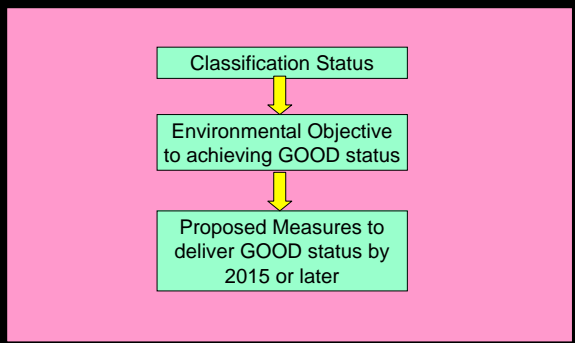 Classification Status
Environmental Objective
to achieving GOOD status
Proposed Measures to
deliver GOOD status by
2015 or later